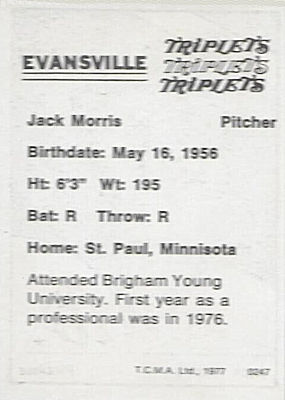 EVANSVILLE
TRIPLETS
TRIPLETS
TRIPLETS
Jack Morris Pitcher
Birthdate: May 16, 1956
Ht: 6'3" Wt: 195
Bat: R Throw: R
Home: St. Paul, Minnisota
Attended Brigham Young
University. First year as a
professional was in 1976.
T.C.M.A. Ltd., 1977 0247